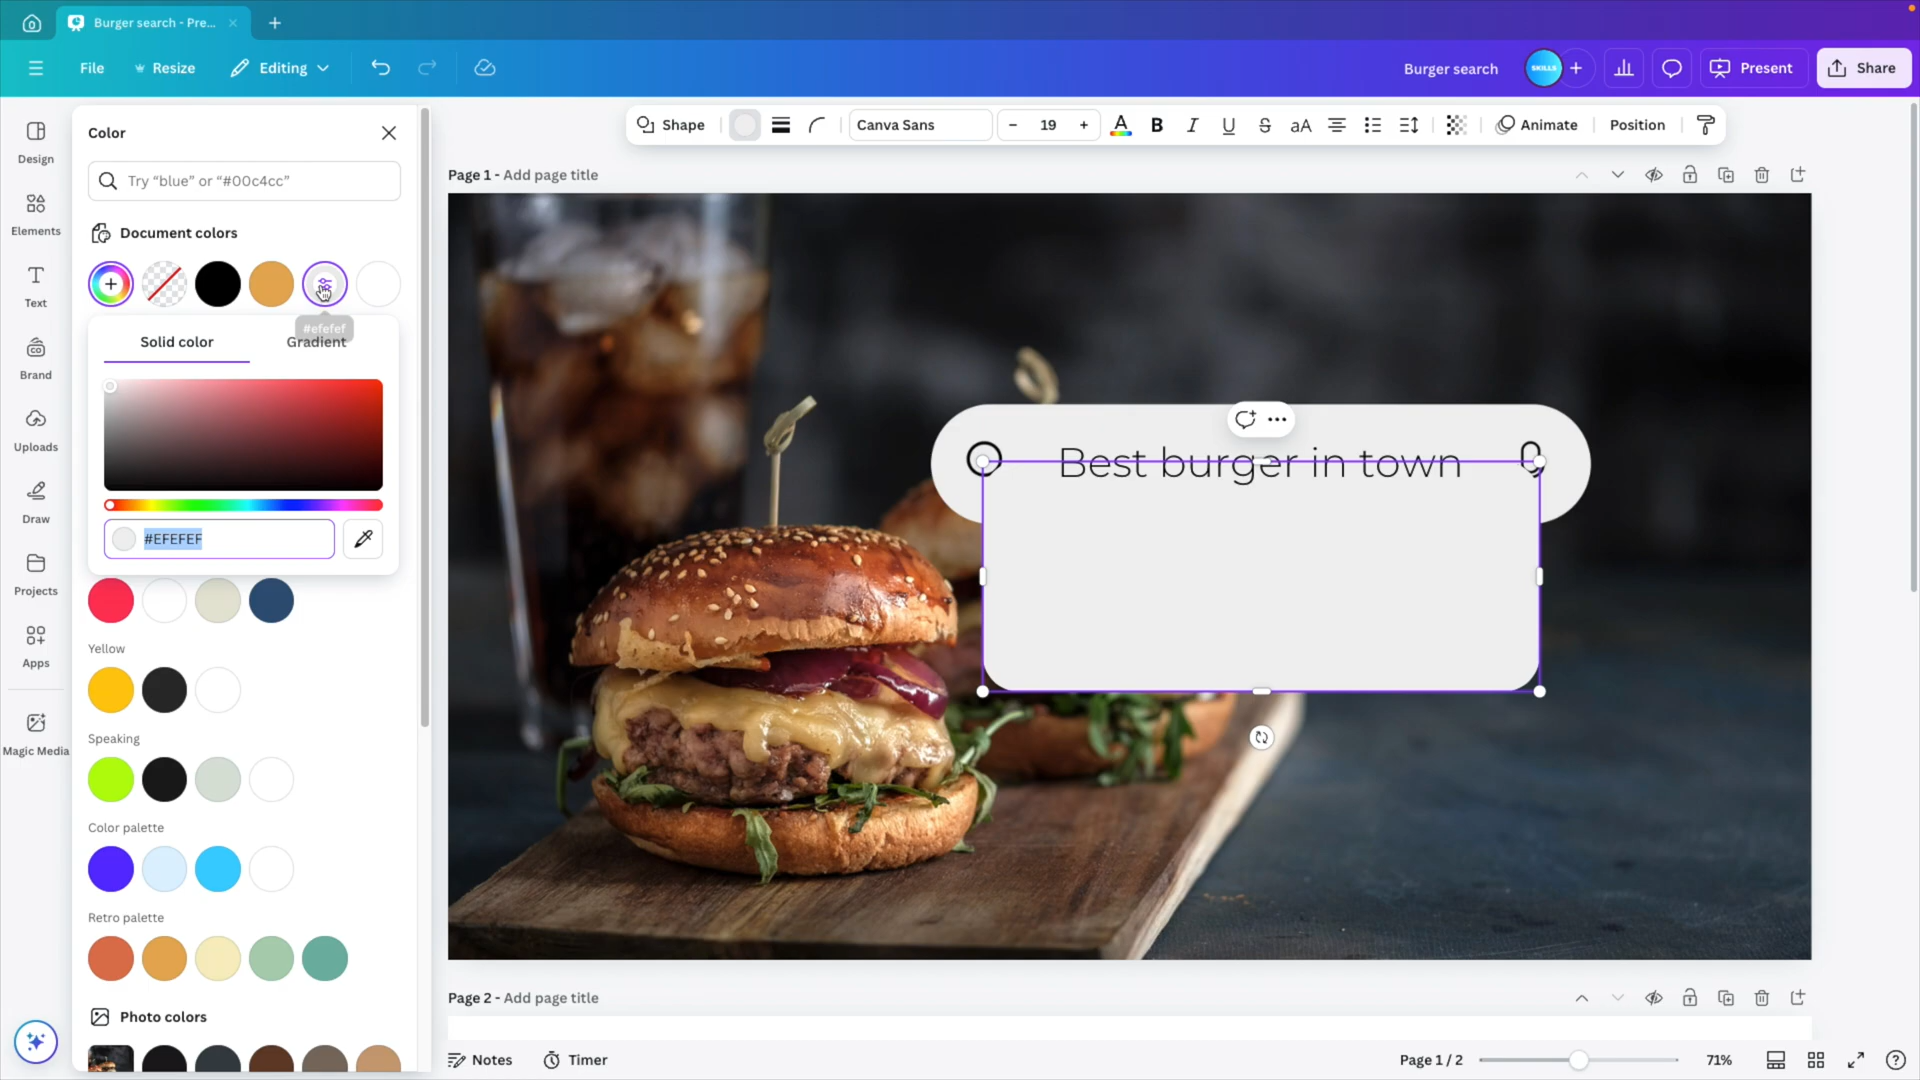 Burger search - Pre...
File
Resize
Editing
Burger search
SKILLS
Present
Share
Design
Elements
Text
Brand
Uploads
Draw
Projects
Apps
Magic Media
Color
Try “blue” or “#00c4cc”
Document colors
#efefef
Solid color
Gradient
#EFEFEF
Yellow
Speaking
Color palette
Retro palette
Photo colors
Shape
Canva Sans
– 19 +
A
B
I
U
S
aA
Animate
Position
Page 1 - Add page title
Best burger in town
Page 2 - Add page title
Notes
Timer
Page 1 / 2
71%